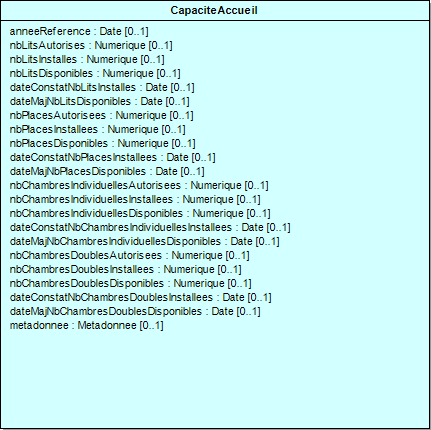 CapaciteAccueil
anneeReference : Date [0..1]
nbLitsAutorises : Numerique [0..1]
nbLitsInstalles : Numerique [0..1]
nbLitsDisponibles : Numerique [0..1]
dateConstatNbLitsInstalles : Date [0..1]
dateMajNbLitsDisponibles : Date [0..1]
nbPlacesAutorisees : Numerique [0..1]
nbPlacesInstallees : Numerique [0..1]
nbPlacesDisponibles : Numerique [0..1]
dateConstatNbPlacesInstallees : Date [0..1]
dateMajNbPlacesDisponibles : Date [0..1]
nbChambresIndividuellesAutorisees : Numerique [0..1]
nbChambresIndividuellesInstallees : Numerique [0..1]
nbChambresIndividuellesDisponibles : Numerique [0..1]
dateConstatNbChambresIndividuellesInstallees : Date [0..1]
dateMajNbChambresIndividuellesDisponibles : Date [0..1]
nbChambresDoublesAutorisees : Numerique [0..1]
nbChambresDoublesInstallees : Numerique [0..1]
nbChambresDoublesDisponibles : Numerique [0..1]
dateConstatNbChambresDoublesInstallees : Date [0..1]
dateMajNbChambresDoublesDisponibles : Date [0..1]
metadonnee : Metadonnee [0..1]